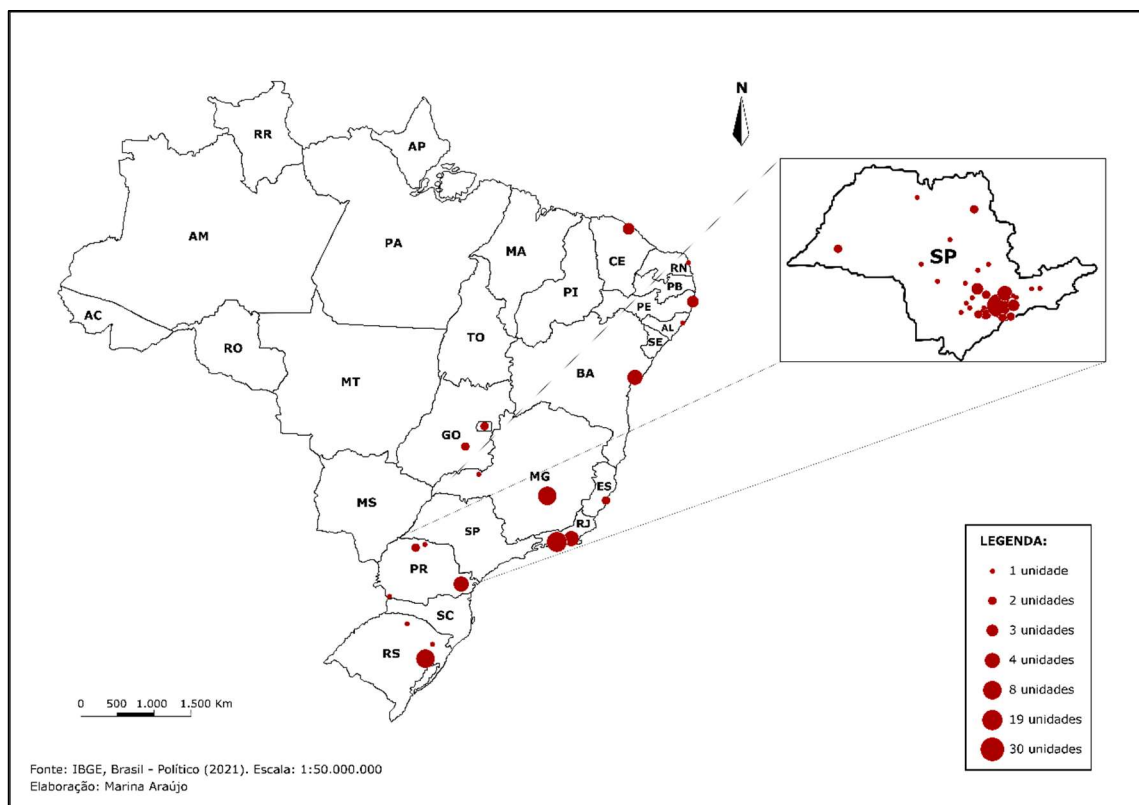 N
RR
AP
AM
PA
MA
CE
RN
PB
PE
AL
SE
PI
AC
RO
TO
MT
BA
GO
MG
ES
MS
SP
RJ
PR
SC
RS
SP
LEGENDA:
1 unidade
2 unidades
3 unidades
4 unidades
8 unidades
19 unidades
30 unidades
0 500 1.000 1.500 Km
Fonte: IBGE, Brasil - Político (2021). Escala: 1:50.000.000
Elaboração: Marina Araújo